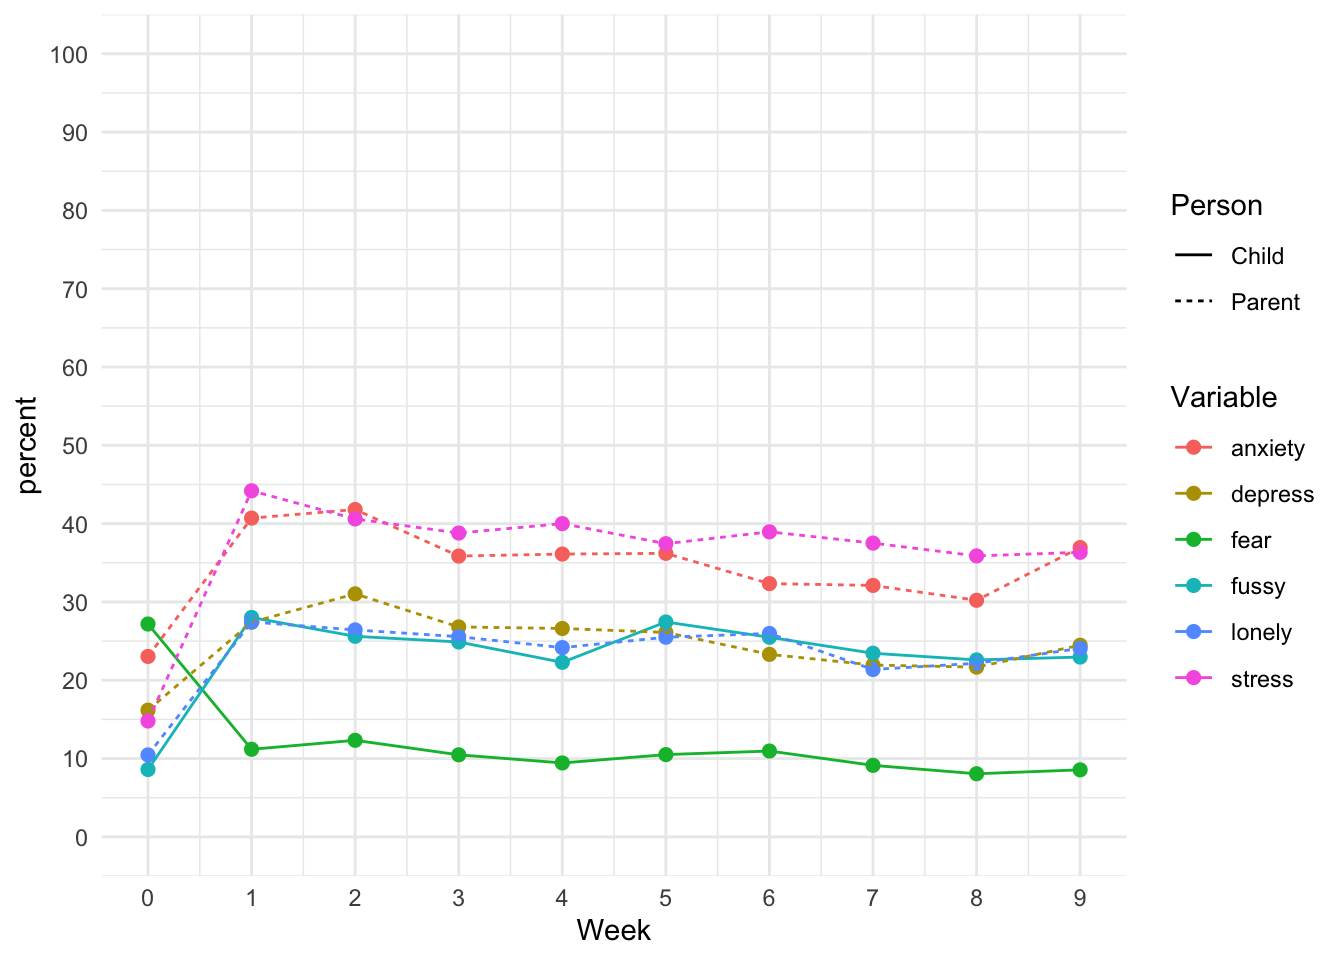 100
90
80
70
60
50
40
30
20
10
0
percent
0 1 2 3 4 5 6 7 8 9
Week
Person
Child
Parent
Variable
anxiety
depress
fear
fussy
lonely
stress